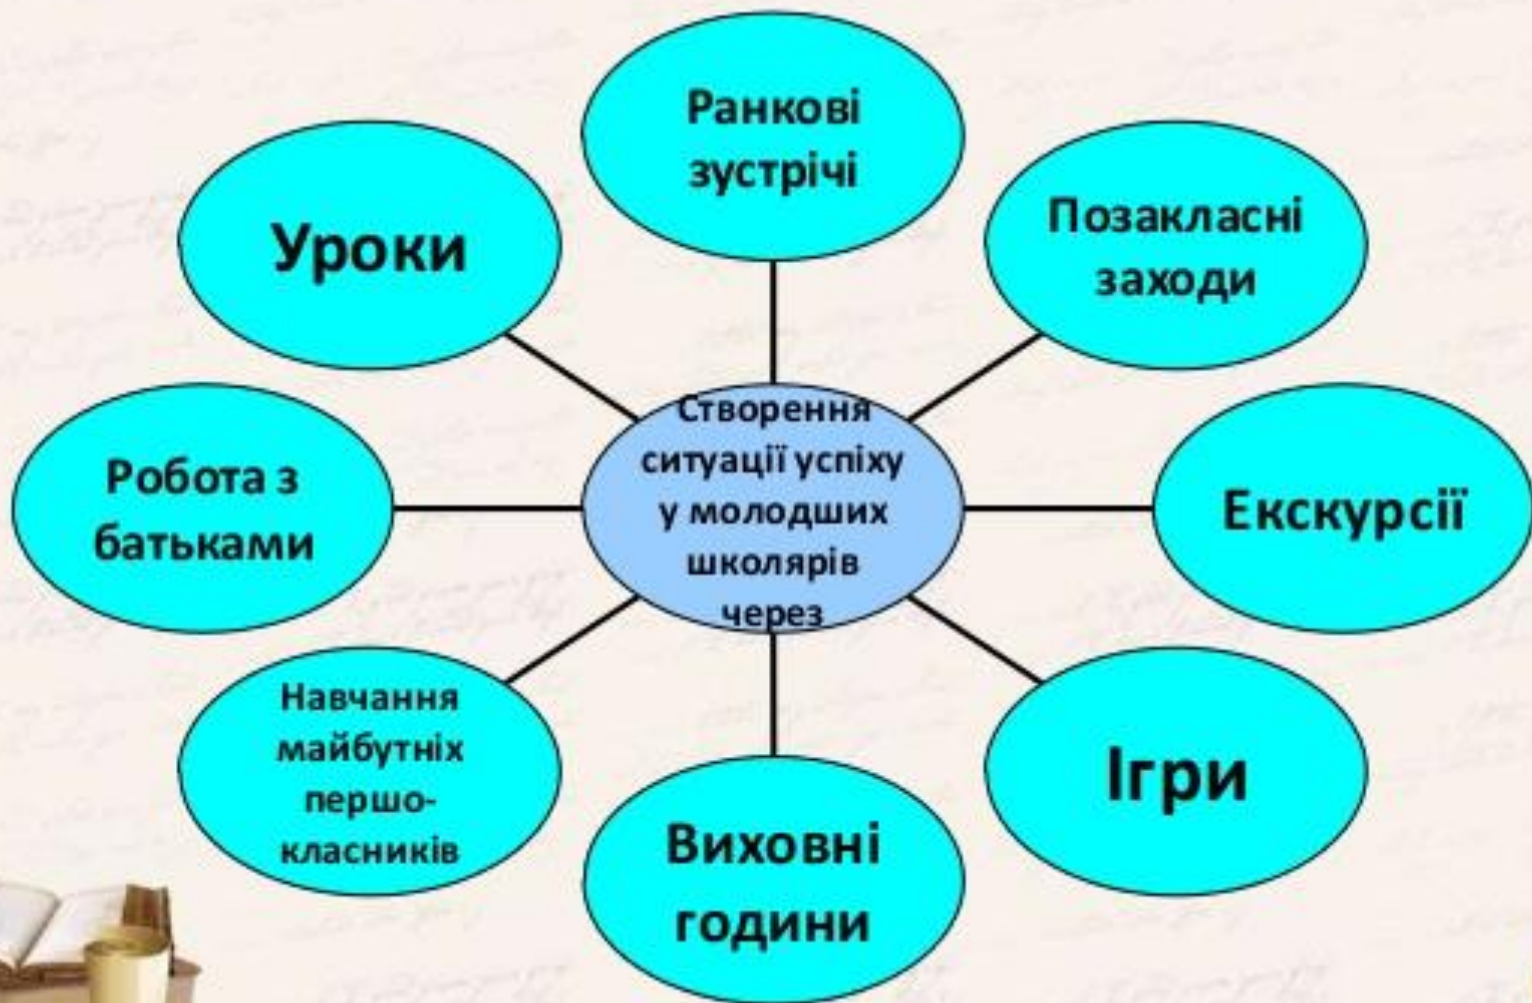 Ранкові
зустрічі
Позакласні
заходи
Екскурсії
Ігри
Виховні
години
Навчання
майбутніх
першо-
класників
Робота з
батьками
Уроки
Створення
ситуації успіху
у молодших
школярів
через